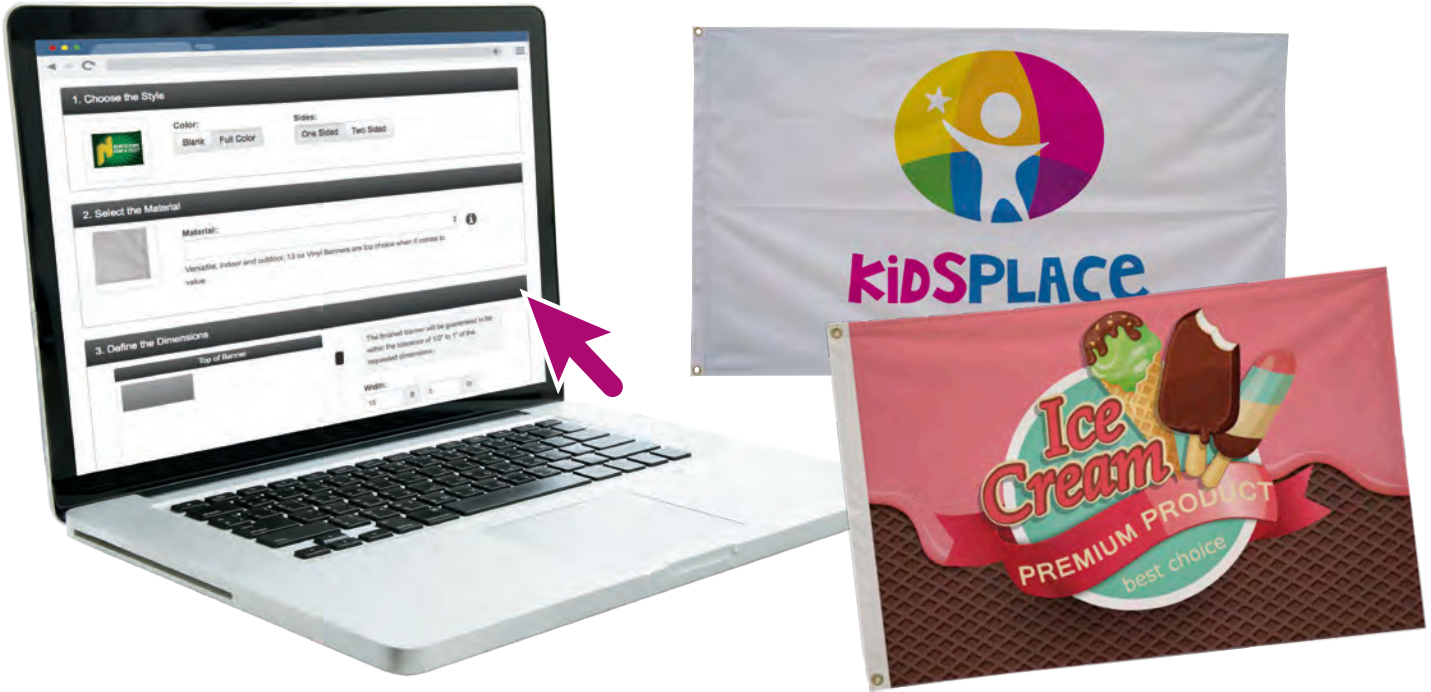 1. Choose the Style
Color:
Blank Full Color
Sides:
One Sided Two Sided
2. Select the Material
Material:
Versatile, indoor and outdoor, 13 oz Vinyl Banners are top choice when it comes to
value
3. Define the Dimensions
Top of Banner
The finished banner will be guaranteed to be
within the tolerance of 1/2" to 1" of the
requested dimensions.
Width:
ft in
KiDSPLACe
Ice
Cream
PREMIUM PRODUCT
best choice